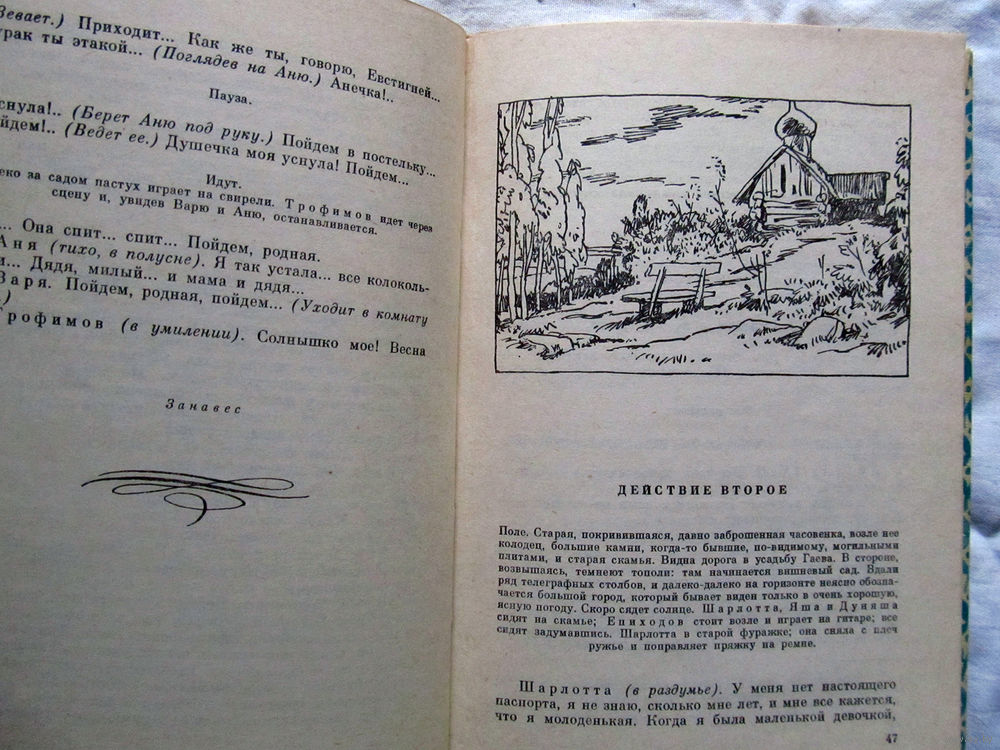 Зевает.) Приходит... Как же ты, говорю, Евстигней...
урак ты этакой... (Поглядев на Аню.) Анечка!..
Пауза.
снула!.. (Берет Аню под руку.) Пойдем в постельку...
йдем!.. (Ведет ее.) Душечка моя уснула! Пойдем...
Идут.
еко за садом пастух играет на свирели. Трофимов идет через
сцену и, увидев Варю и Аню, останавливается.
... Она спит... спит... Пойдем, родная.
Аня (тихо, в полусне). Я так устала... все колоколь-
и... Дядя, милый... и мама и дядя...
Варя. Пойдем, родная, пойдем... (Уходит в комнату
.)
Трофимов (в умилении). Солнышко мое! Весна
Занавес
ДЕЙСТВИЕ ВТОРОЕ
Поле. Старая, покривившаяся, давно заброшенная часовенка, возле нее
колодец, большие камни, когда-то бывшие, по-видимому, могильными
плитами, и старая скамья. Видна дорога в усадьбу Гаева. В стороне,
возвышаясь, темнеют тополи: там начинается вишневый сад. Вдали
ряд телеграфных столбов, и далеко-далеко на горизонте неясно обозна-
чается большой город, который бывает виден только в очень хорошую,
ясную погоду. Скоро сядет солнце. Шарлотта, Яша и Дуняша
сидят на скамье; Епиходов стоит возле и играет на гитаре; все
сидят задумавшись. Шарлотта в старой фуражке; она сняла с плеч
ружье и поправляет пряжку на ремне.
Шарлотта (в раздумье). У меня нет настоящего
паспорта, я не знаю, сколько мне лет, и мне все кажется,
что я молоденькая. Когда я была маленькой девочкой,
47